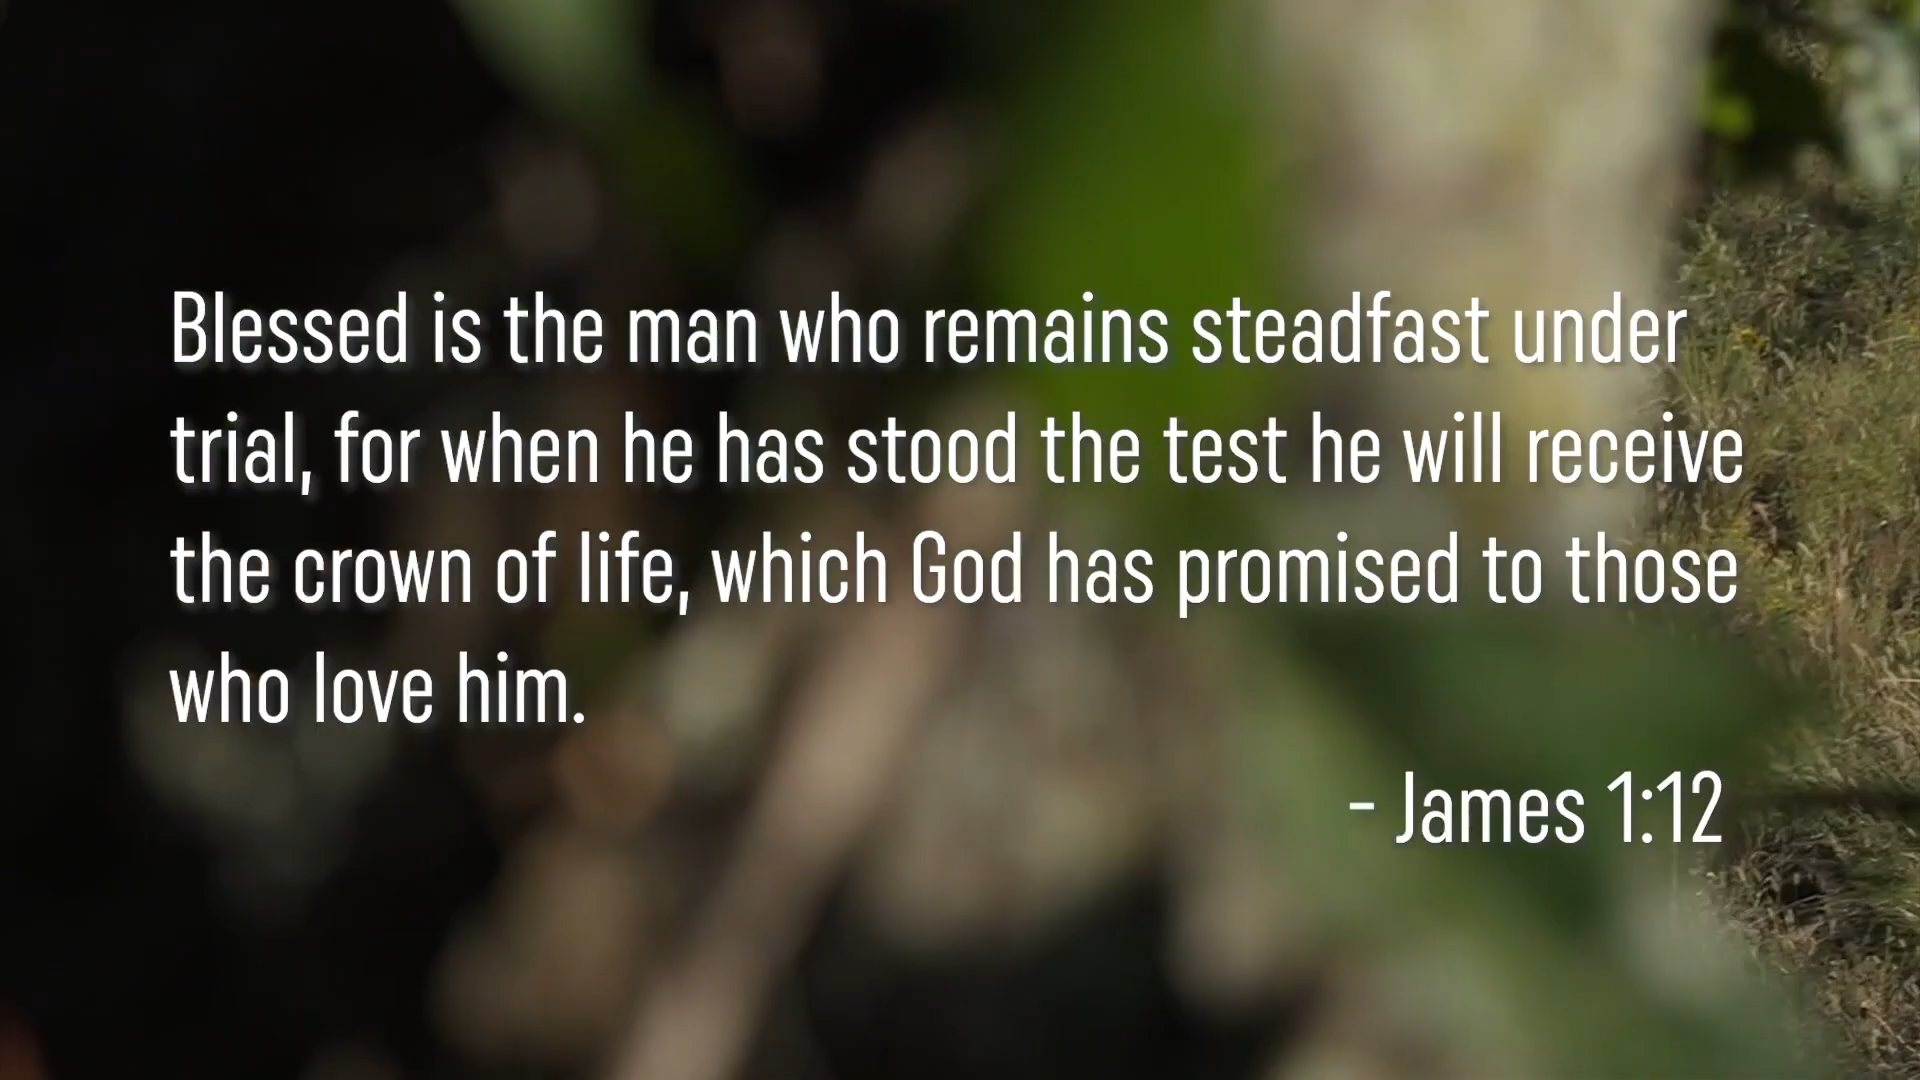 Blessed is the man who remains steadfast under
trial, for when he has stood the test he will receive
the crown of life, which God has promised to those
who love him.
- James 1:12